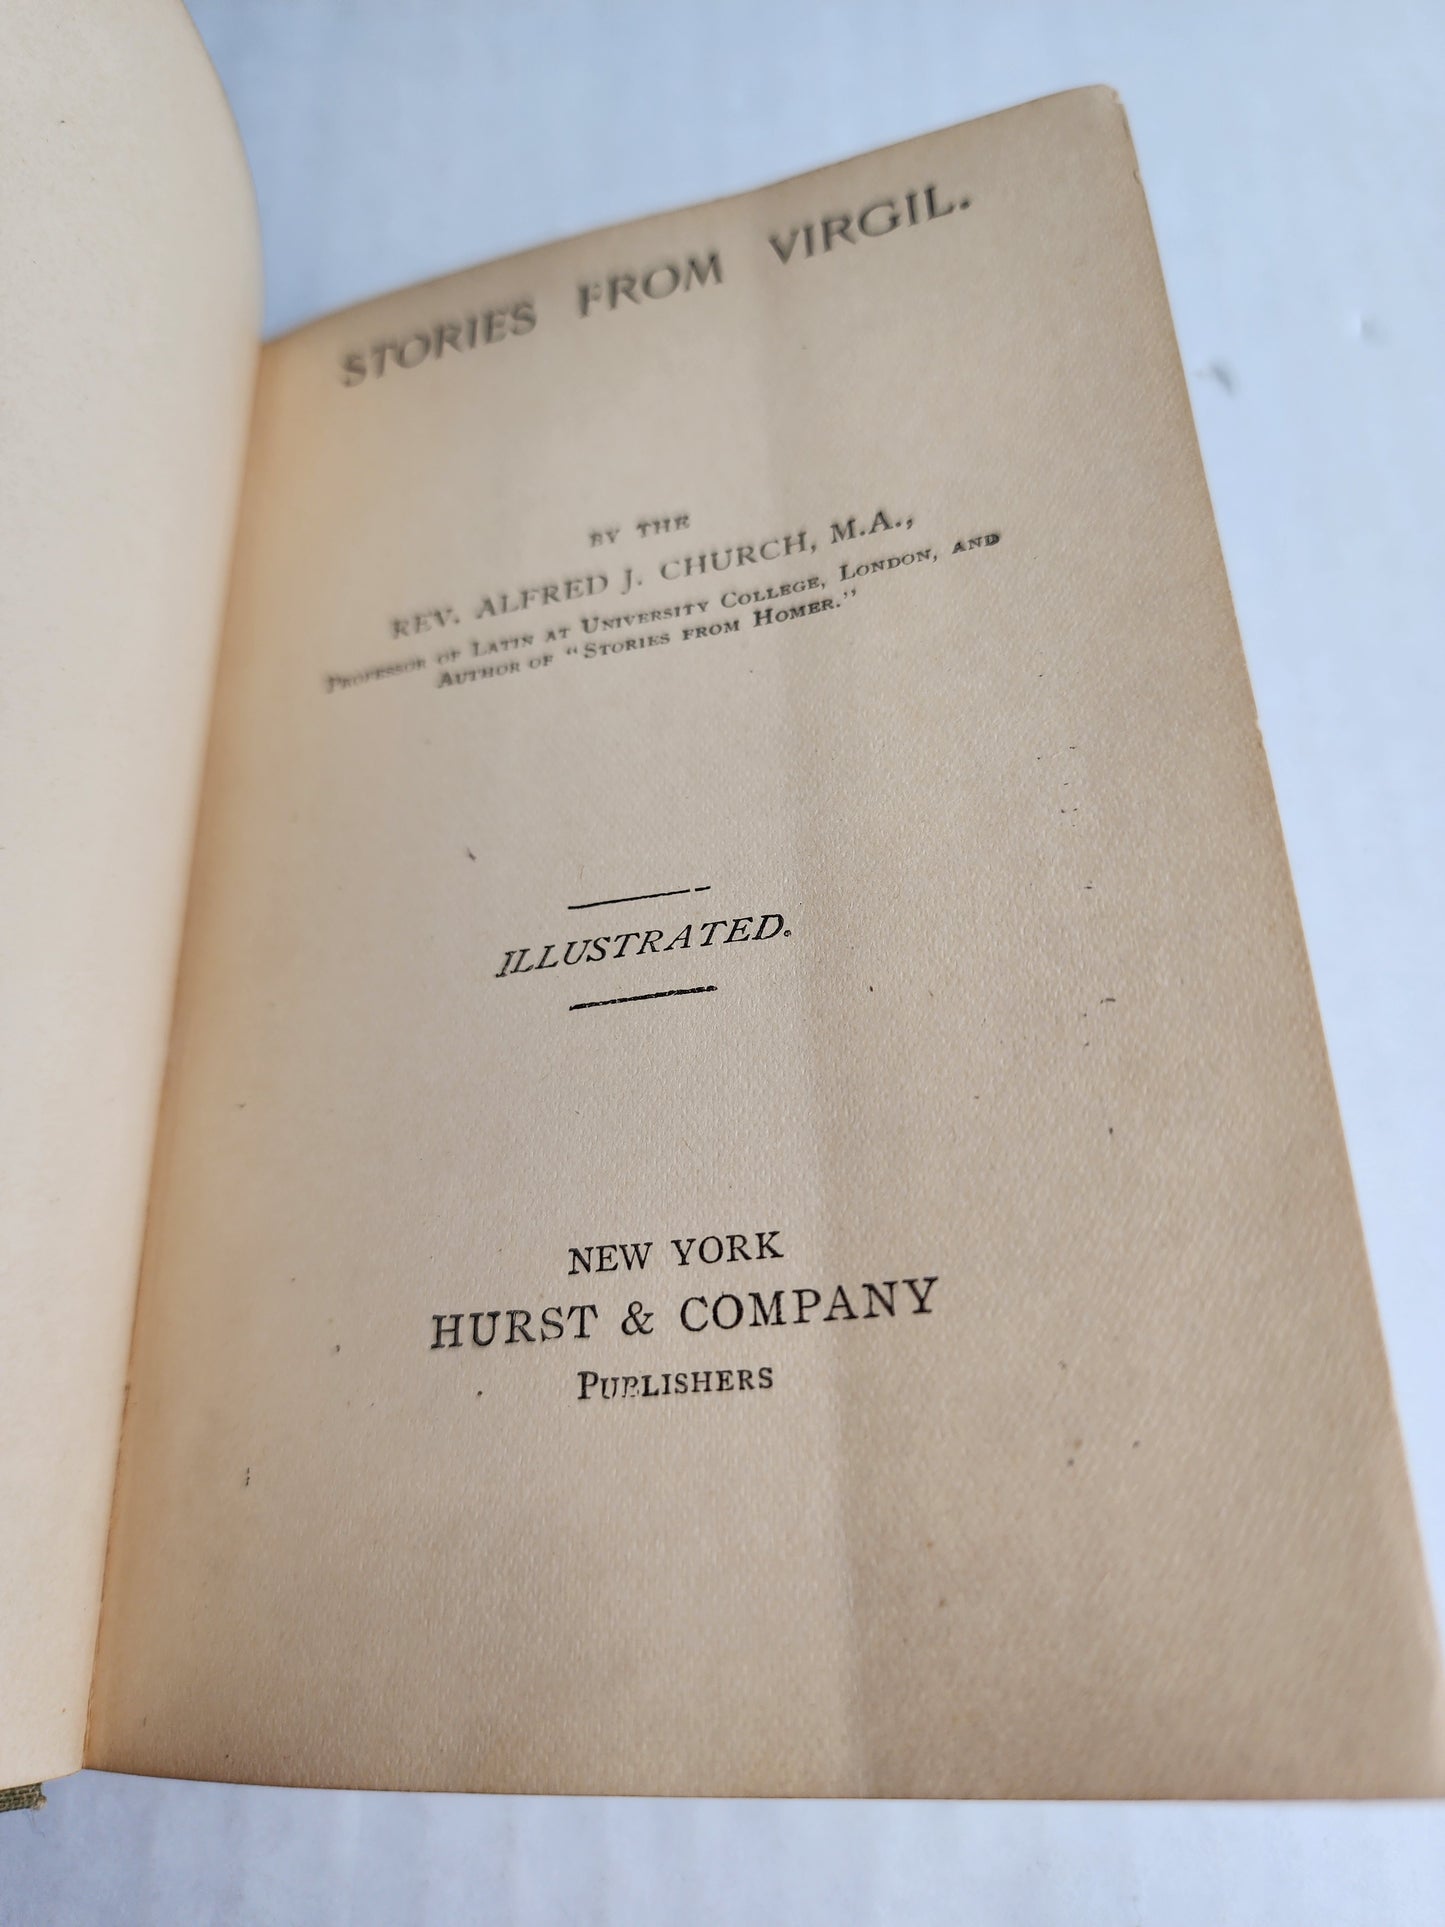 STORIES FROM VIRGIL.
BY THE
REV. ALFRED J. CHURCH, M.A.,
PROFESSOR OF LATIN AT UNIVERSITY COLLEGE, LONDON, AND
AUTHOR OF "STORIES FROM HOMER."
ILLUSTRATED.
NEW YORK
HURST & COMPANY
PUBLISHERS